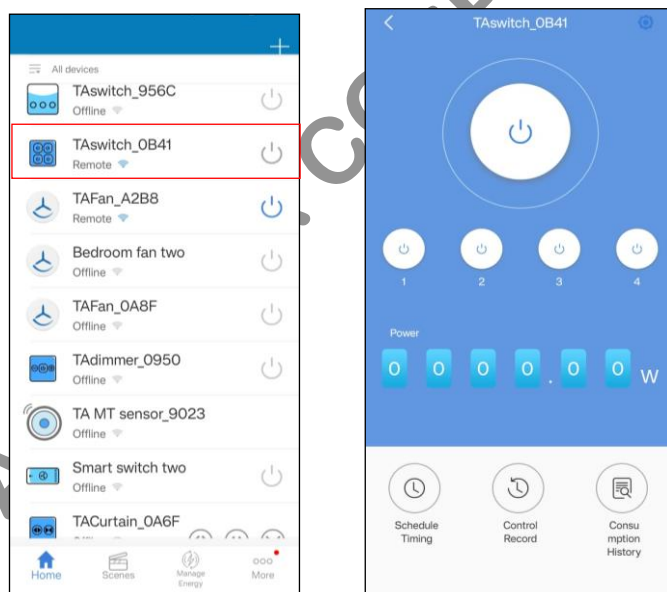 All devices
TAswitch_956C
Offline
TAswitch_0B41
Remote
TAFan_A2B8
Remote
Bedroom fan two
Offline
TAFan_0A8F
Offline
TAdimmer_0950
Offline
TA MT sensor_9023
Offline
Smart switch two
Offline
TACurtain_0A6F
Home
Scenes
Manage
Energy
More
TAswitch_0B41
1 2 3 4
Power
0 0 0 0 . 0 0 W
Schedule
Timing
Control
Record
Consu
mption
History